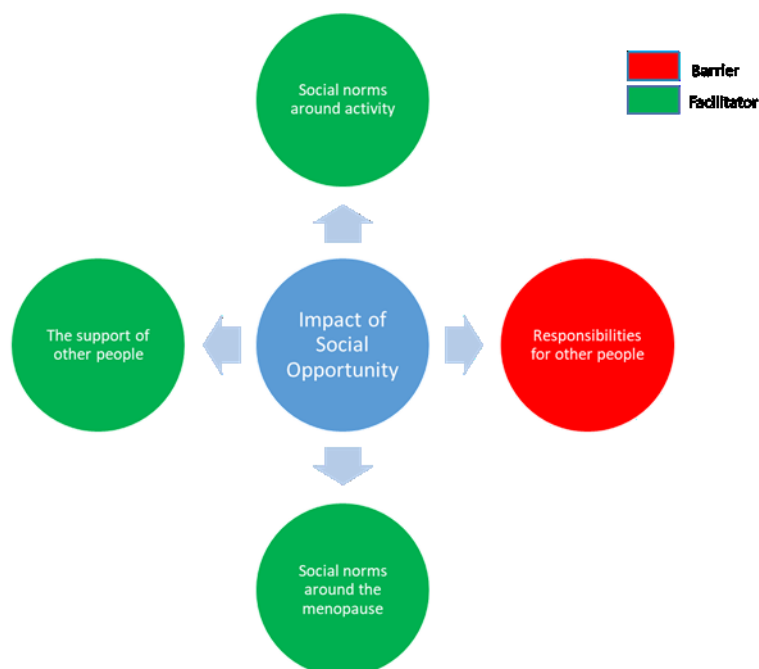 Social norms
around activity
Barrier
Facilitator
The support of
other people
Impact of
Social
Opportunity
Responsibilities
for other people
Social norms
around the
menopause